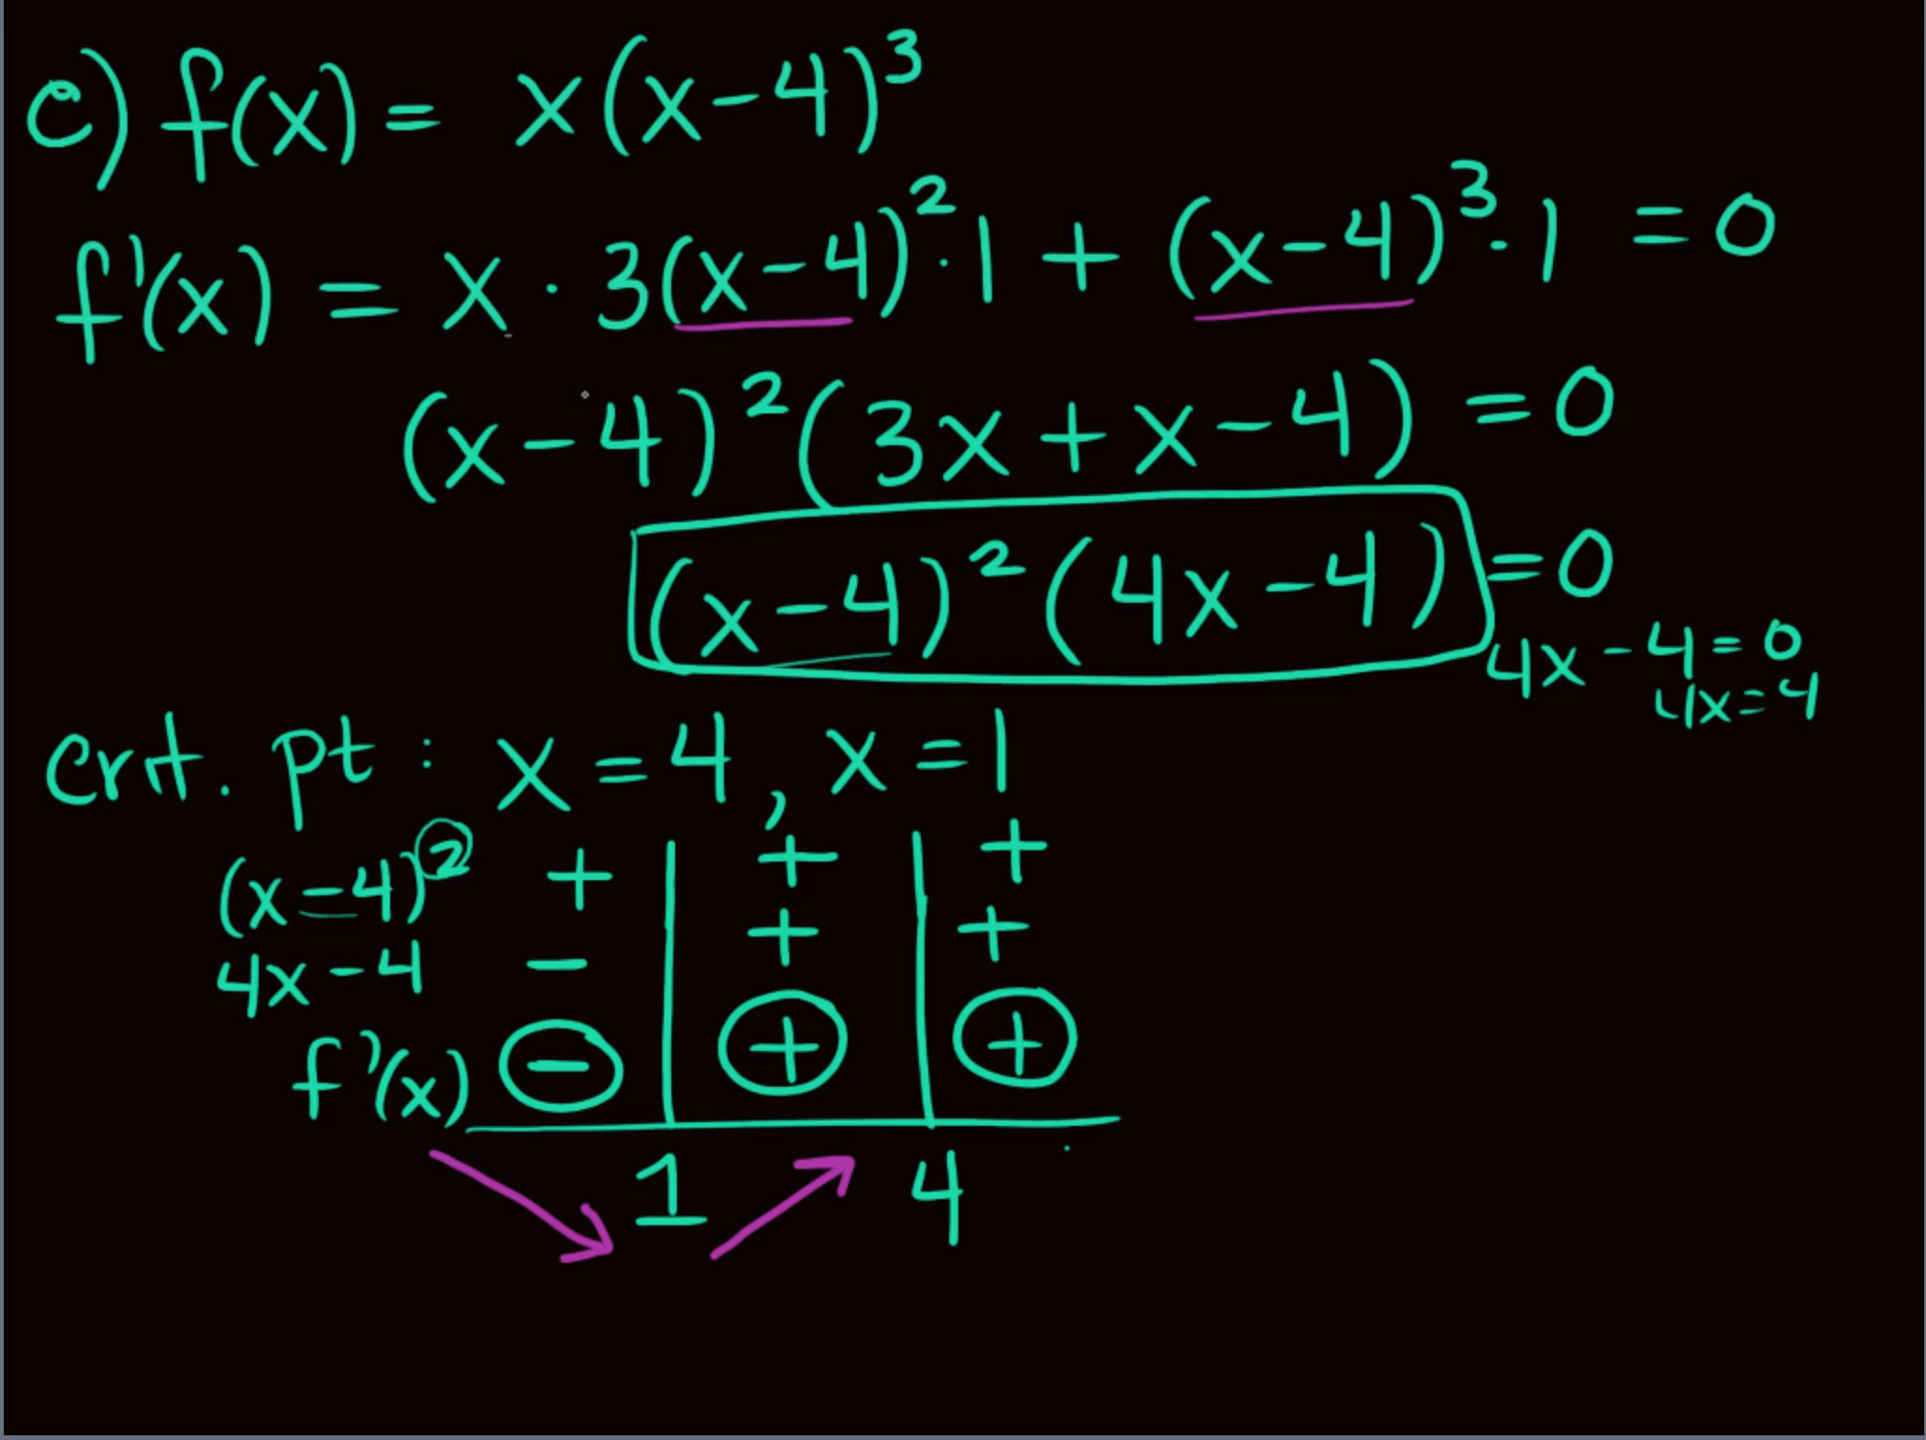 c) f(x) = x(x-4)³
f'(x) = x · 3(x-4)² · 1 + (x-4)³ · 1 = 0
(x-4)²(3x+x-4) = 0
(x-4)²(4x-4) = 0
4x-4=0
4x=4
Crit. pt : x=4, x=1
(x-4)² + + +
4x-4 - + +
f'(x) - + +
1 4